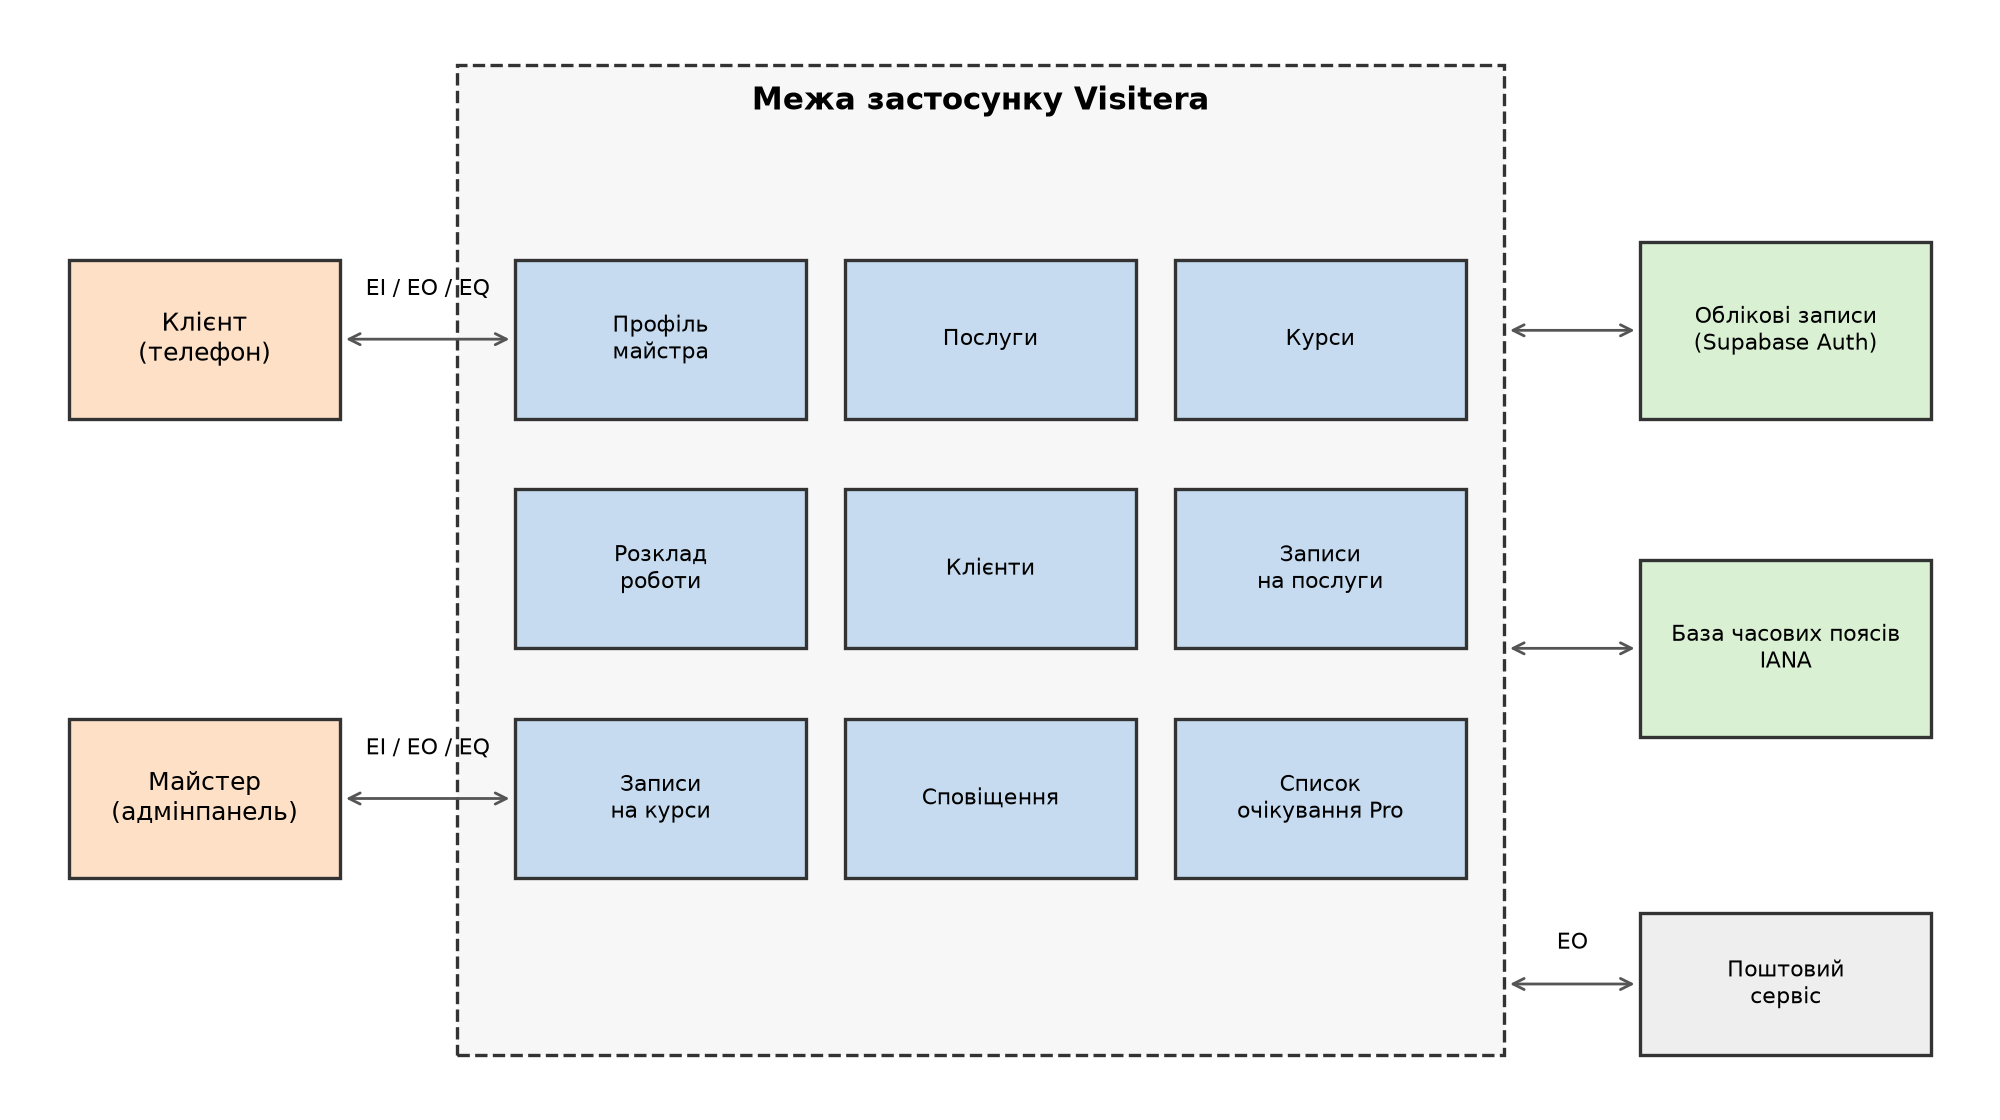 Межа застосунку Visitera
Клієнт
(телефон)
EI / EO / EQ
Профіль
майстра
Послуги
Курси
Облікові записи
(Supabase Auth)
Розклад
роботи
Клієнти
Записи
на послуги
База часових поясів
IANA
Майстер
(адмінпанель)
EI / EO / EQ
Записи
на курси
Сповіщення
Список
очікування Pro
EO
Поштовий
сервіс